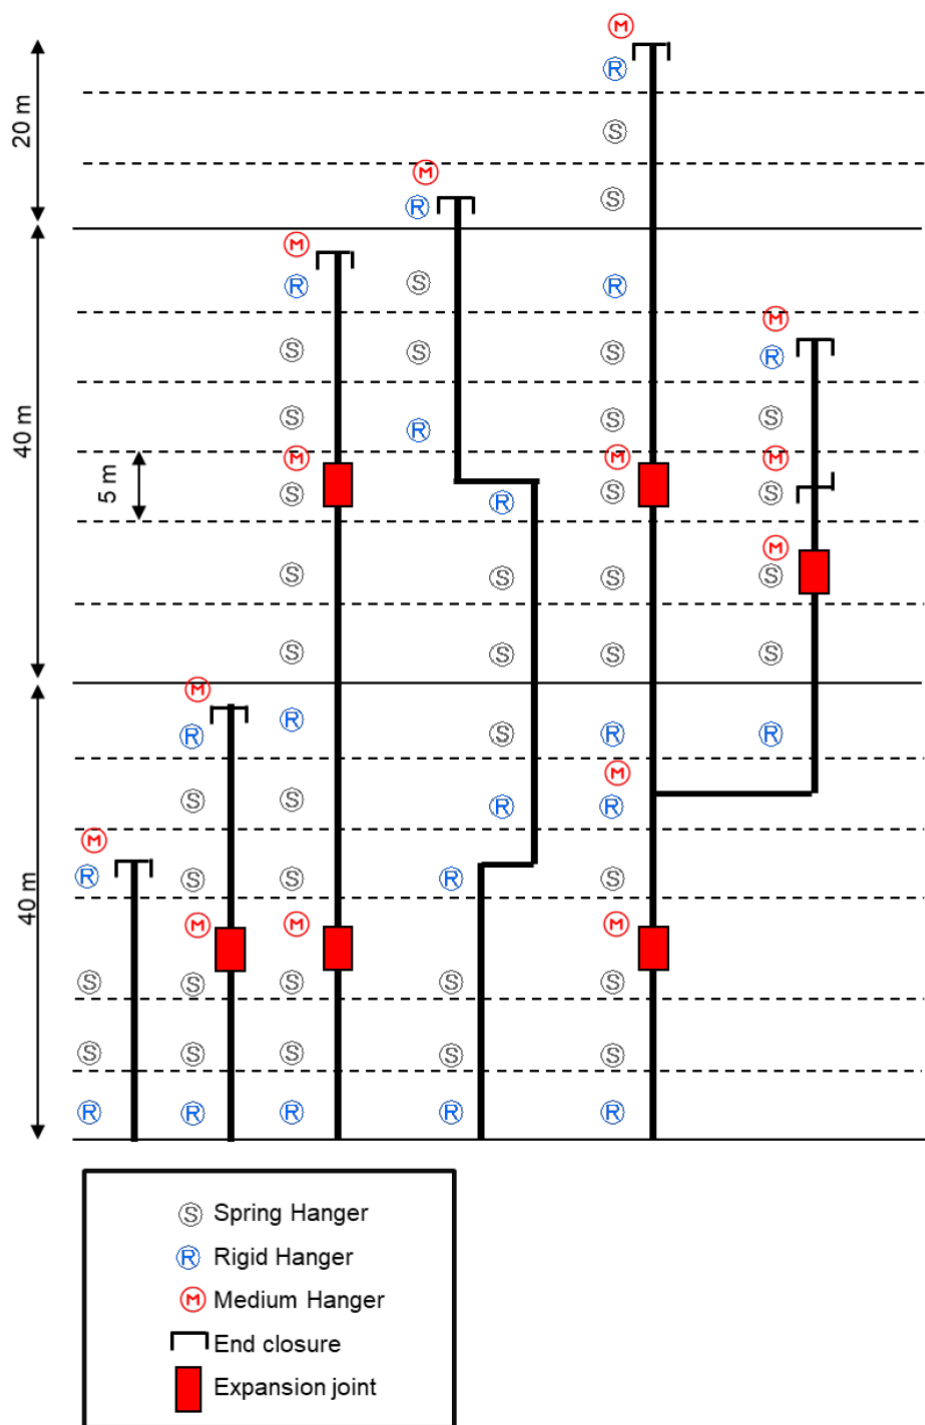 M
R
20 m
S
M
R S
M
R S R
M
S S S R
S R S S
40 m
M M M
5 m
S R S S
M
S S S S
S S S S
M
R R S R R
M
S S R R
M
40 m
R S S R S
M M M
S S S S S
S S S S S
R R R R R
S Spring Hanger
R Rigid Hanger
M Medium Hanger
End closure
Expansion joint